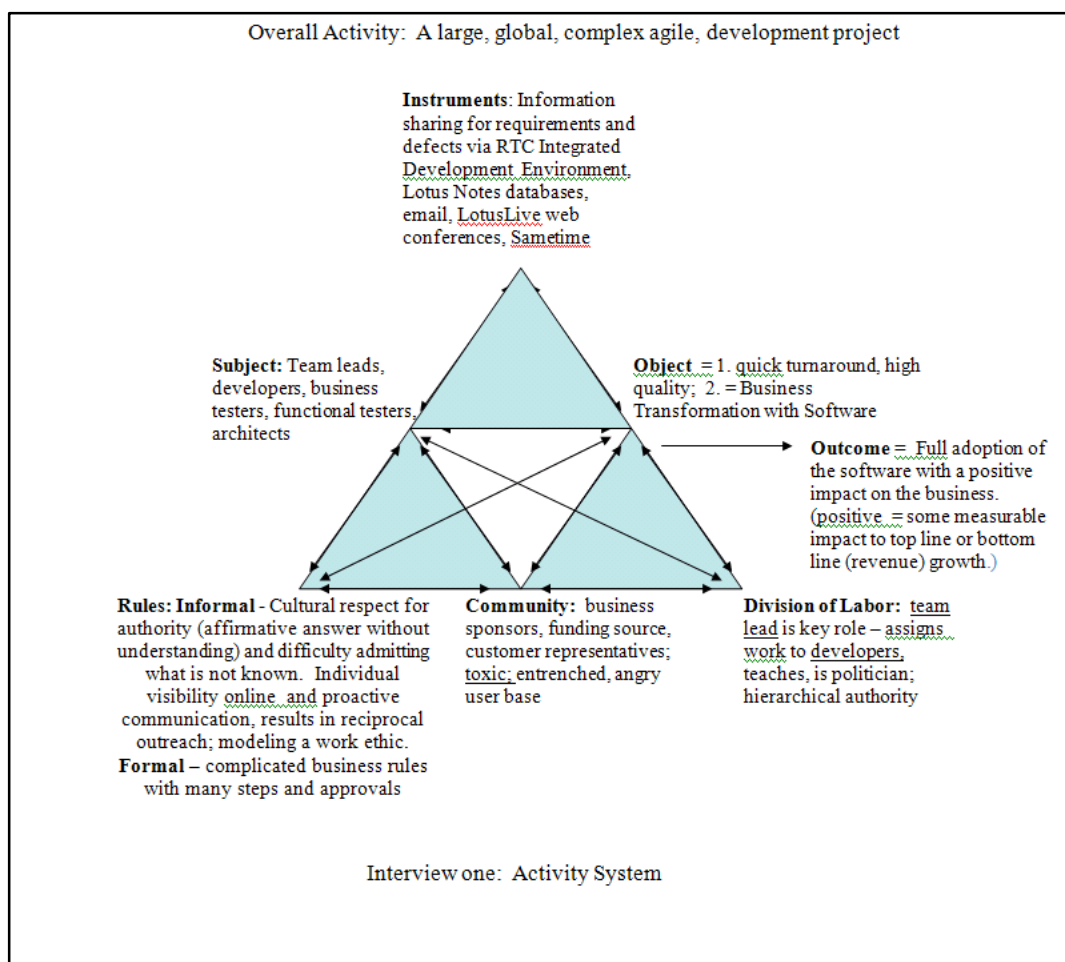 Overall Activity: A large, global, complex agile, development project
Instruments: Information
sharing for requirements and
defects via RTC Integrated
Development Environment,
Lotus Notes databases,
email, LotusLive web
conferences, Sametime
Subject: Team leads,
developers, business
testers, functional testers,
architects
Object = 1. quick turnaround, high
quality; 2. = Business
Transformation with Software
Outcome = Full adoption of
the software with a positive
impact on the business.
(positive = some measurable
impact to top line or bottom
line (revenue) growth.)
Rules: Informal - Cultural respect for
authority (affirmative answer without
understanding) and difficulty admitting
what is not known. Individual
visibility online and proactive
communication, results in reciprocal
outreach; modeling a work ethic.
Formal – complicated business rules
with many steps and approvals
Community: business
sponsors, funding source,
customer representatives;
toxic; entrenched, angry
user base
Division of Labor: team
lead is key role – assigns
work to developers,
teaches, is politician;
hierarchical authority
Interview one: Activity System